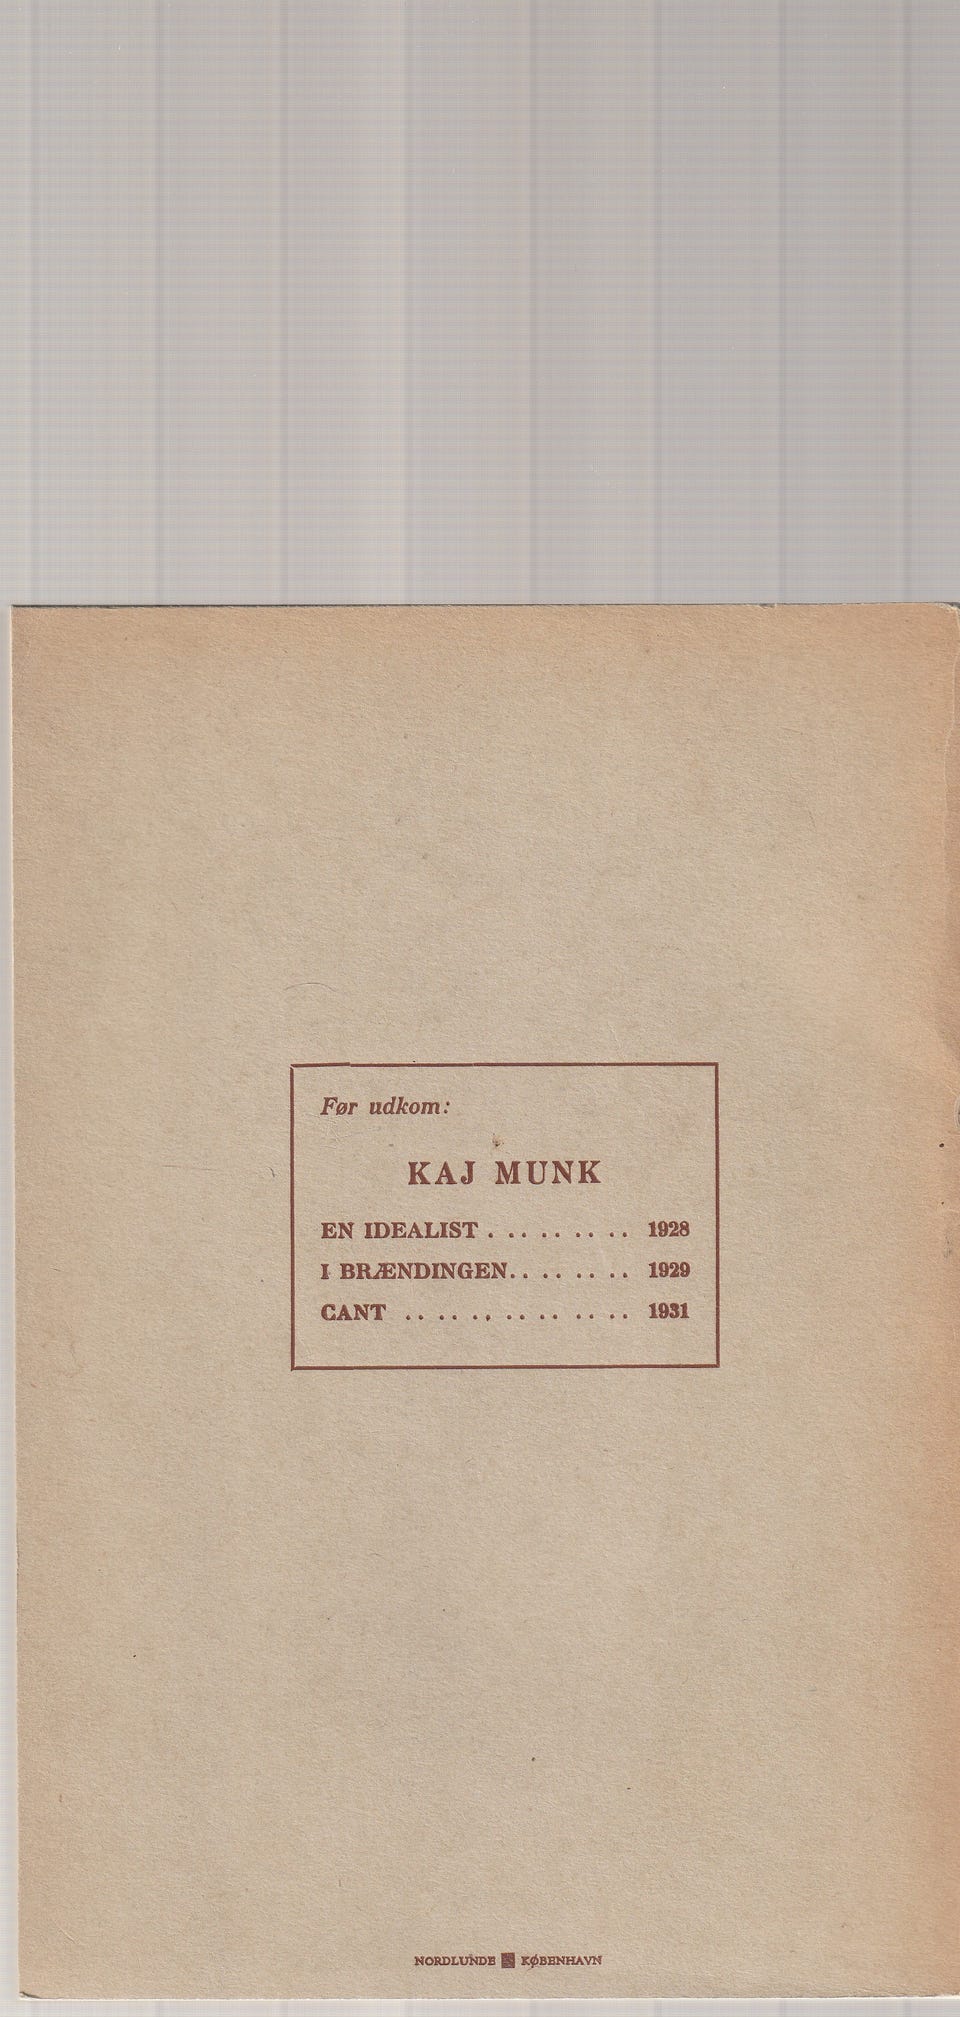 Før udkom:
KAJ MUNK
EN IDEALIST . .. .. .. .. 1928
I BRÆNDINGEN. . .. .. .. 1929
CANT .. .. .. .. .. .. .. 1931
NORDLUNDE KØBENHAVN